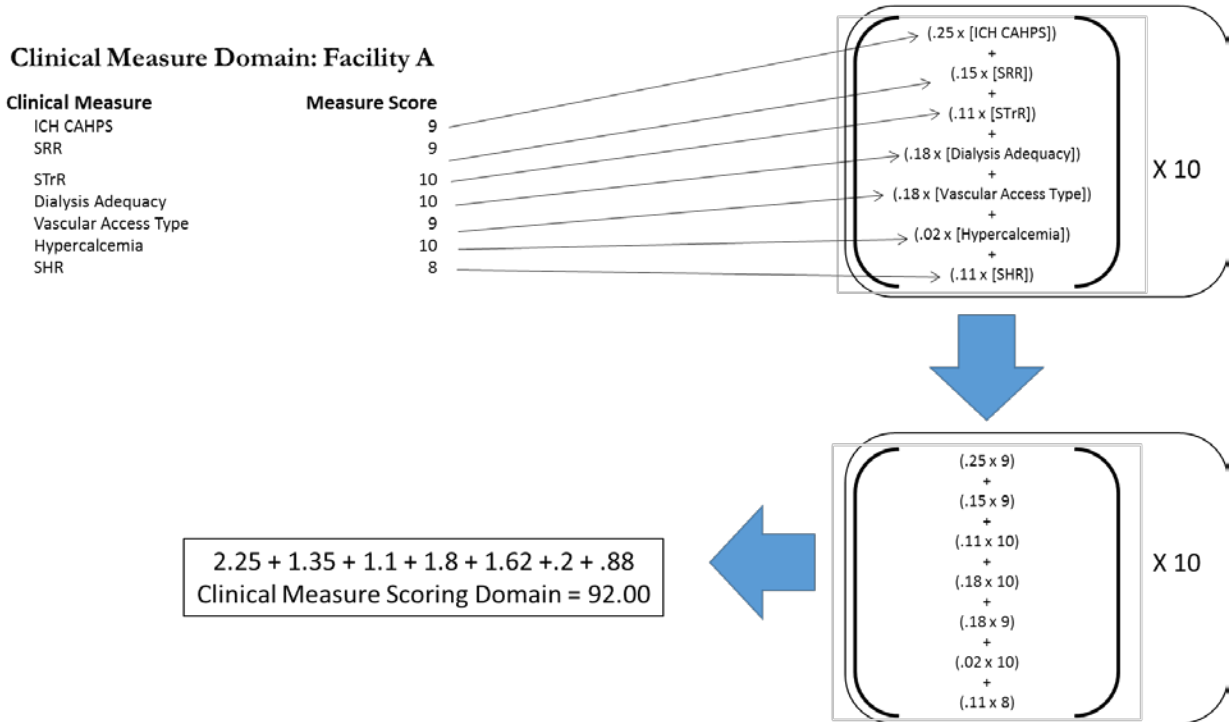 Clinical Measure Domain: Facility A
Clinical Measure Measure Score
ICH CAHPS 9
SRR 9
STrR 10
Dialysis Adequacy 10
Vascular Access Type 9
Hypercalcemia 10
SHR 8
(.25 x [ICH CAHPS])
+
(.15 x [SRR])
+
(.11 x [STrR])
+
(.18 x [Dialysis Adequacy])
+
(.18 x [Vascular Access Type])
+
(.02 x [Hypercalcemia])
+
(.11 x [SHR])
X 10
(.25 x 9)
+
(.15 x 9)
+
(.11 x 10)
+
(.18 x 10)
+
(.18 x 9)
+
(.02 x 10)
+
(.11 x 8)
X 10
2.25 + 1.35 + 1.1 + 1.8 + 1.62 +.2 + .88
Clinical Measure Scoring Domain = 92.00